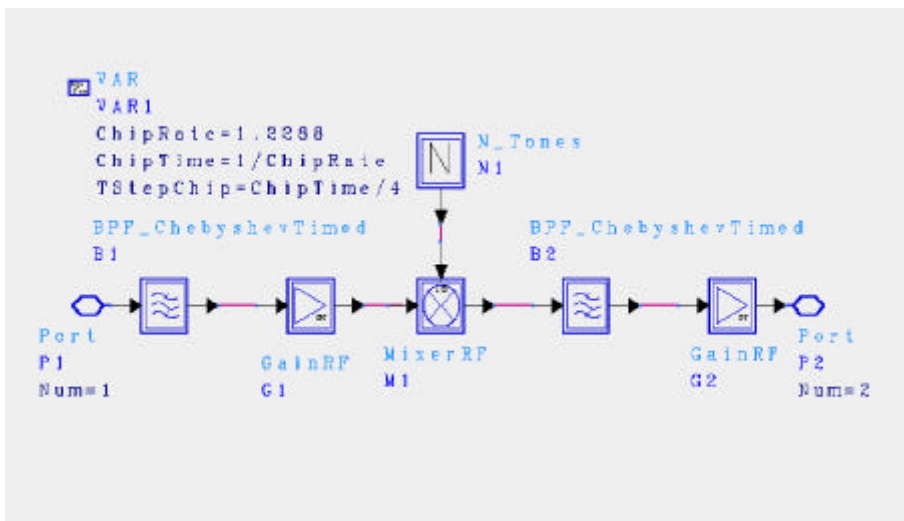 VAR
VAR1
ChipRate=1.2288
ChipTime=1/ChipRate
TStepChip=ChipTime/4
N
N_Tones
N1
BPF_ChebyshevTimed
B1
BPF_ChebyshevTimed
B2
Port
P1
Num=1
GainRF
G1
MixerRF
M1
GainRF
G2
Port
P2
Num=2